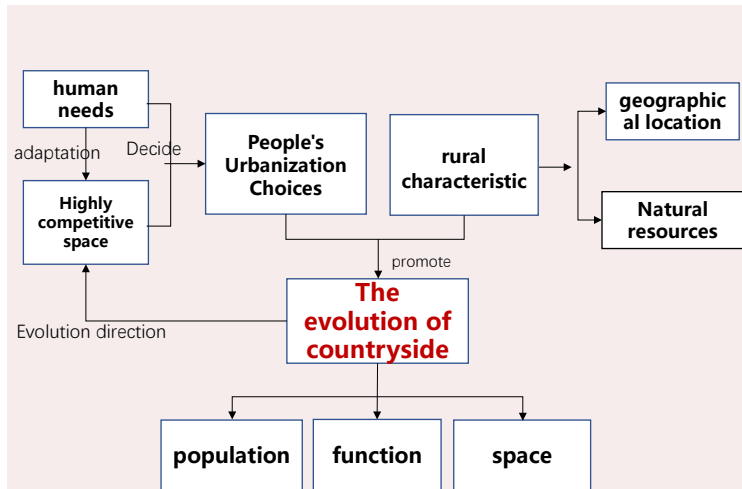 human
needs
adaptation
Decide
Highly
competitive
space
People's
Urbanization
Choices
rural
characteristic
geographic
al location
Natural
resources
promote
The
evolution of
countryside
Evolution direction
population
function
space